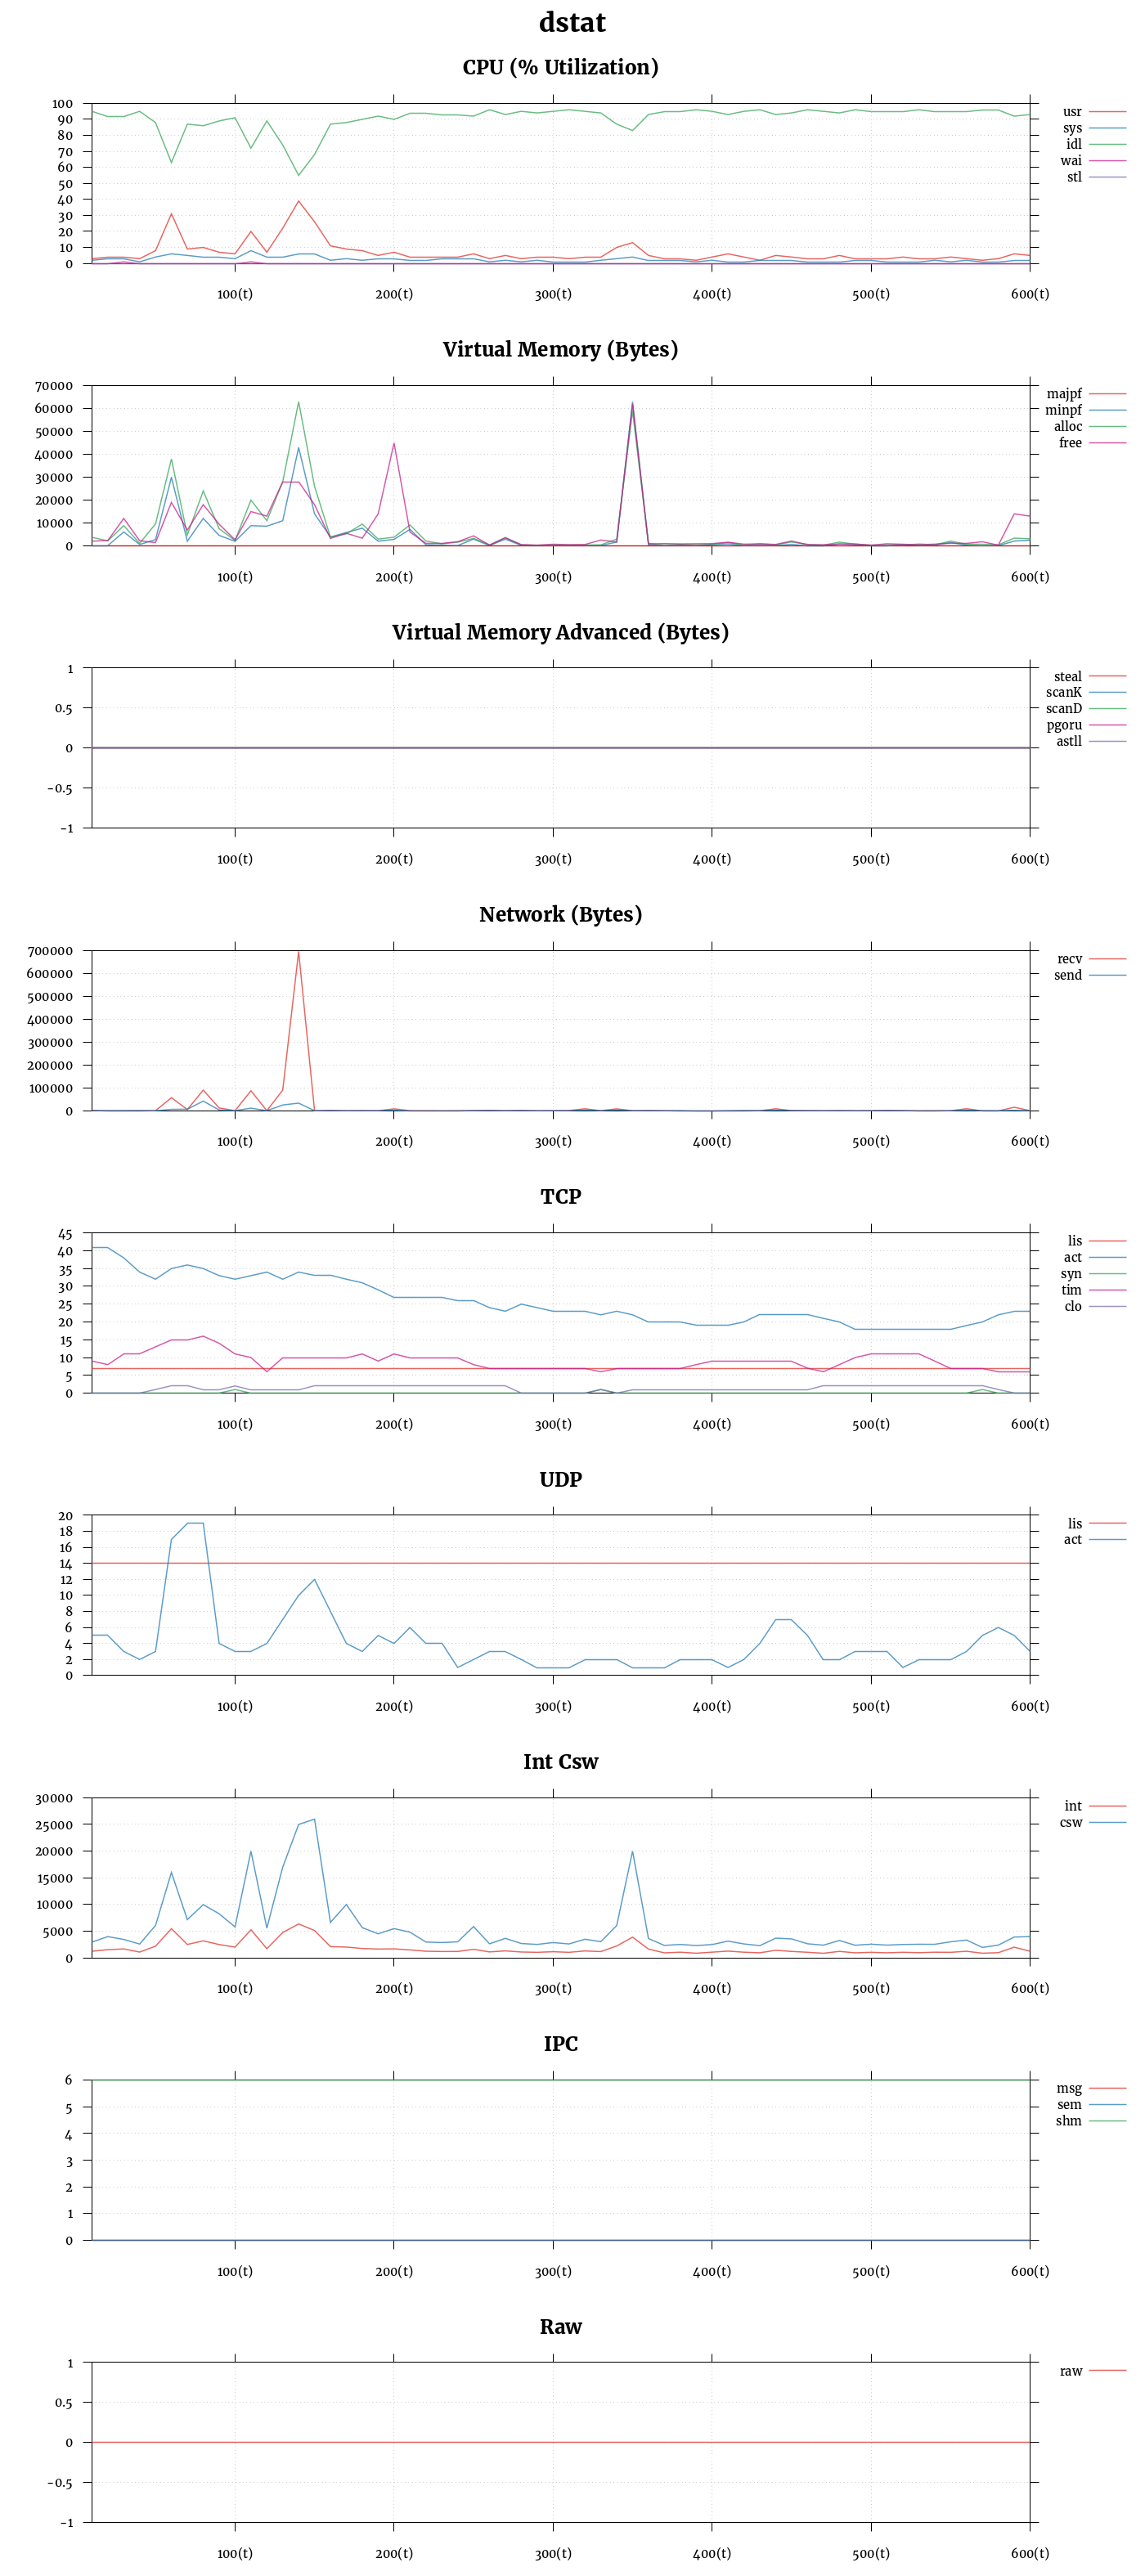 dstat
CPU (% Utilization)
100
90
80
70
60
50
40
30
20
10
0
100(t) 200(t) 300(t) 400(t) 500(t) 600(t)
usr
sys
idl
wai
stl
Virtual Memory (Bytes)
70000
60000
50000
40000
30000
20000
10000
0
100(t) 200(t) 300(t) 400(t) 500(t) 600(t)
majpf
minpf
alloc
free
Virtual Memory Advanced (Bytes)
1
0.5
0
-0.5
-1
100(t) 200(t) 300(t) 400(t) 500(t) 600(t)
steal
scanK
scanD
pgoru
astll
Network (Bytes)
700000
600000
500000
400000
300000
200000
100000
0
100(t) 200(t) 300(t) 400(t) 500(t) 600(t)
recv
send
TCP
45
40
35
30
25
20
15
10
5
0
100(t) 200(t) 300(t) 400(t) 500(t) 600(t)
lis
act
syn
tim
clo
UDP
20
18
16
14
12
10
8
6
4
2
0
100(t) 200(t) 300(t) 400(t) 500(t) 600(t)
lis
act
Int Csw
30000
25000
20000
15000
10000
5000
0
100(t) 200(t) 300(t) 400(t) 500(t) 600(t)
int
csw
IPC
6
5
4
3
2
1
0
100(t) 200(t) 300(t) 400(t) 500(t) 600(t)
msg
sem
shm
Raw
1
0.5
0
-0.5
-1
100(t) 200(t) 300(t) 400(t) 500(t) 600(t)
raw